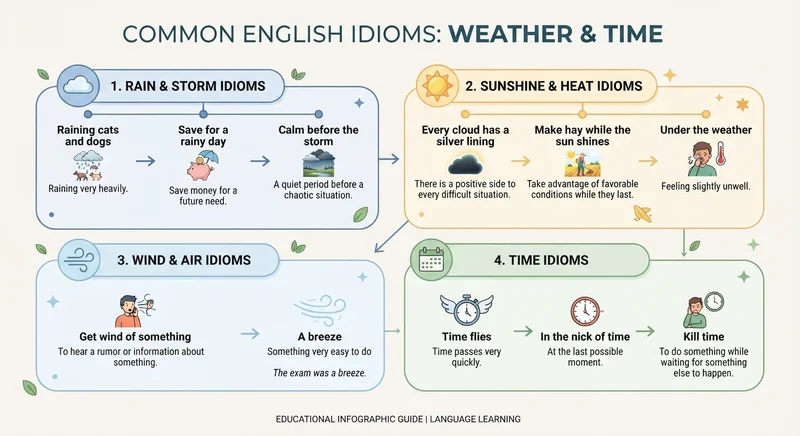 COMMON ENGLISH IDIOMS: WEATHER & TIME
1. RAIN & STORM IDIOMS
Raining cats
and dogs
Raining very heavily.
Save for a
rainy day
Save money for a
future need.
Calm before the
storm
A quiet period before a
chaotic situation.
2. SUNSHINE & HEAT IDIOMS
Every cloud has a
silver lining
There is a positive side to
every difficult situation.
Make hay while the
sun shines
Take advantage of favorable
conditions while they last.
Under the weather
Feeling slightly unwell.
3. WIND & AIR IDIOMS
Get wind of something
To hear a rumor or information about
something.
A breeze
Something very easy to do
The exam was a breeze.
4. TIME IDIOMS
Time flies
Time passes very
quickly.
In the nick of time
At the last possible
moment.
Kill time
To do something while
waiting for something
else to happen.
EDUCATIONAL INFOGRAPHIC GUIDE | LANGUAGE LEARNING